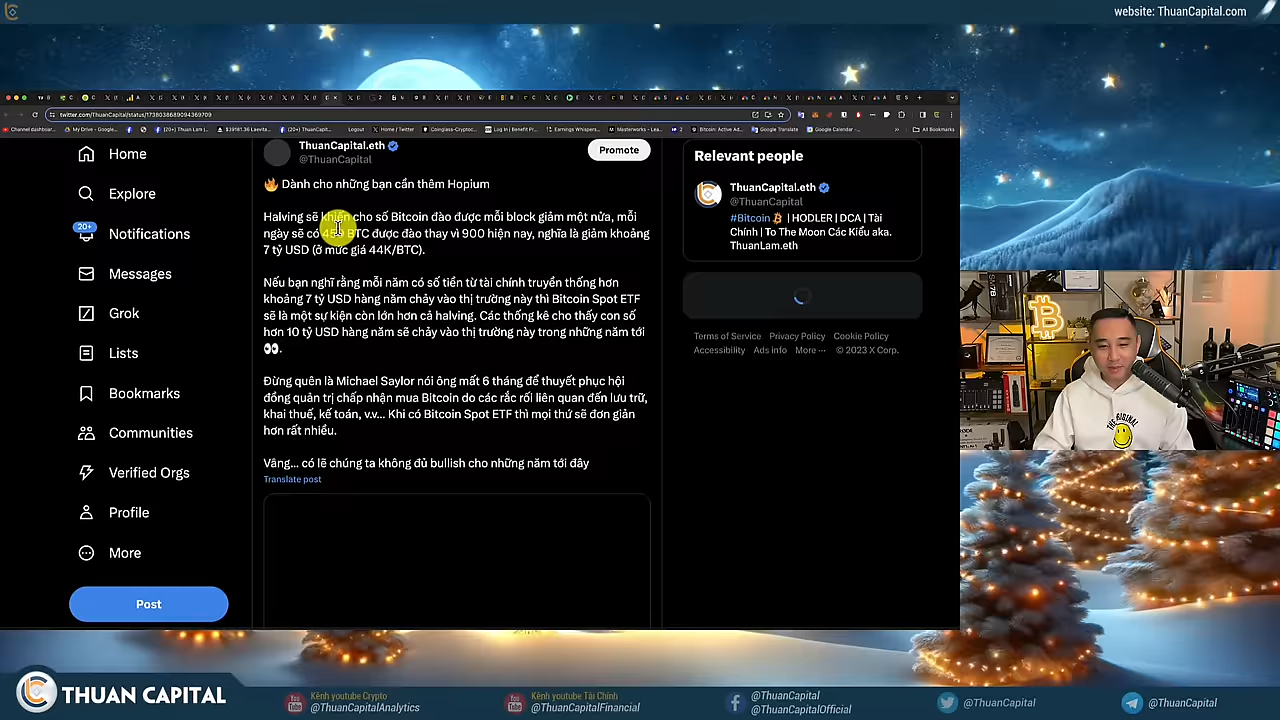 website: ThuanCapital.com
twitter.com/ThuanCapital/status/1738038689094369709
Home
Explore
20+
Notifications
Messages
Grok
Lists
Bookmarks
Communities
Verified Orgs
Profile
More
Post
ThuanCapital.eth
@ThuanCapital
Promote
🔥 Dành cho những bạn cần thêm Hopium
Halving sẽ khiến cho số Bitcoin đào được mỗi block giảm một nửa, mỗi
ngày sẽ có 450 BTC được đào thay vì 900 hiện nay, nghĩa là giảm khoảng
7 tỷ USD (ở mức giá 44K/BTC).
Nếu bạn nghĩ rằng mỗi năm có số tiền từ tài chính truyền thống hơn
khoảng 7 tỷ USD hàng năm chảy vào thị trường này thì Bitcoin Spot ETF
sẽ là một sự kiện còn lớn hơn cả halving. Các thống kê cho thấy con số
hơn 10 tỷ USD hàng năm sẽ chảy vào thị trường này trong những năm tới
👀.
Đừng quên là Michael Saylor nói ông mất 6 tháng để thuyết phục hội
đồng quản trị chấp nhận mua Bitcoin do các rắc rối liên quan đến lưu trữ,
khai thuế, kế toán, v.v... Khi có Bitcoin Spot ETF thì mọi thứ sẽ đơn giản
hơn rất nhiều.
Vâng... có lẽ chúng ta không đủ bullish cho những năm tới đây
Translate post
Relevant people
ThuanCapital.eth
@ThuanCapital
#Bitcoin | HODLER | DCA | Tài
Chính | To The Moon Các Kiểu aka.
ThuanLam.eth
Terms of Service Privacy Policy Cookie Policy
Accessibility Ads info More ··· © 2023 X Corp.
THE ORIGINAL
THUAN CAPITAL
Kênh youtube Crypto
@ThuanCapitalAnalytics
Kênh youtube Tài Chính
@ThuanCapitalFinancial
@ThuanCapital
@ThuanCapitalOfficial
@ThuanCapital
@ThuanCapital